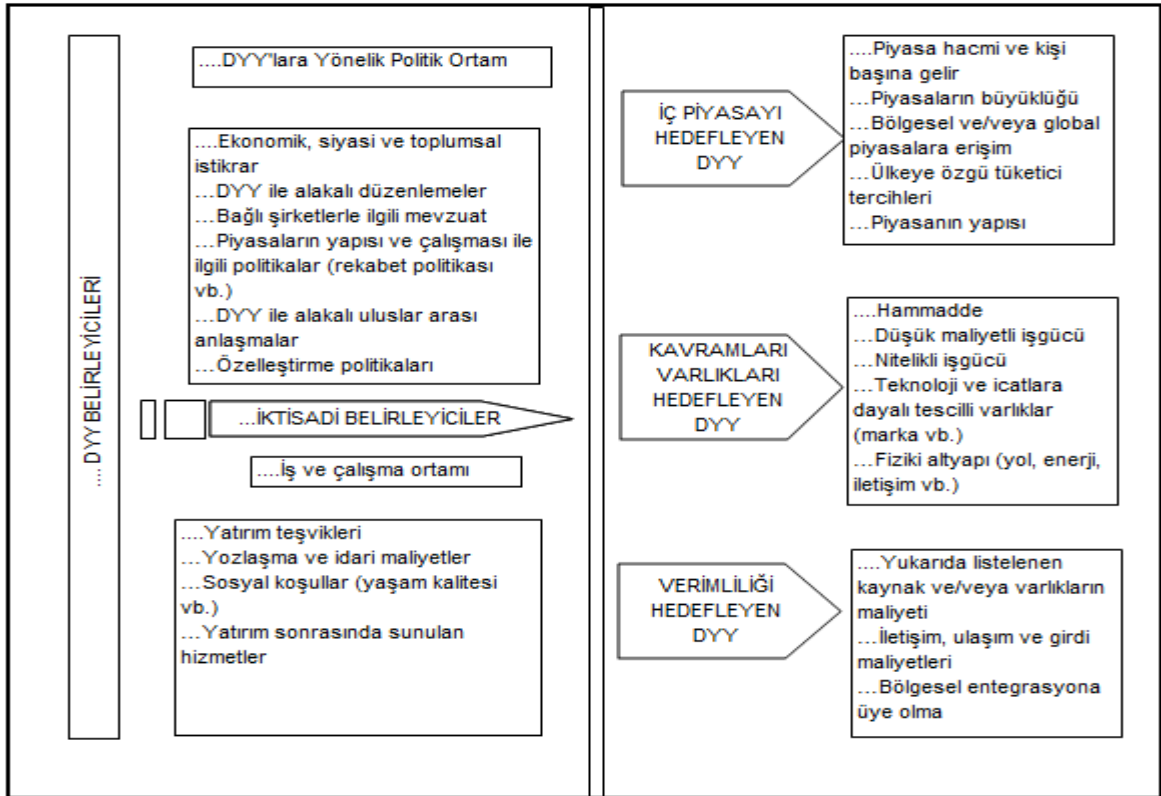 ....DYY BELİRLEYİCİLERİ
....DYY'lara Yönelik Politik Ortam
....Ekonomik, siyasi ve toplumsal
istikrar
...DYY ile alakalı düzenlemeler
...Bağlı şirketlerle ilgili mevzuat
...Piyasaların yapısı ve çalışması ile
ilgili politikalar (rekabet politikası
vb.)
...DYY ile alakalı uluslar arası
anlaşmalar
...Özelleştirme politikaları
...İKTİSADİ BELİRLEYİCİLER
....İş ve çalışma ortamı
....Yatırım teşvikleri
...Yozlaşma ve idari maliyetler
...Sosyal koşullar (yaşam kalitesi
vb.)
...Yatırım sonrasında sunulan
hizmetler
İÇ PİYASAYI
HEDEFLEYEN
DYY
....Piyasa hacmi ve kişi
başına gelir
...Piyasaların büyüklüğü
...Bölgesel ve/veya global
piyasalara erişim
...Ülkeye özgü tüketici
tercihleri
...Piyasanın yapısı
KAVRAMLARI
VARLIKLARI
HEDEFLEYEN
DYY
....Hammadde
...Düşük maliyetli işgücü
...Nitelikli işgücü
...Teknoloji ve icatlara
dayalı tescilli varlıklar
(marka vb.)
...Fiziki altyapı (yol, enerji,
iletişim vb.)
VERİMLİLİĞİ
HEDEFLEYEN
DYY
....Yukarıda listelenen
kaynak ve/veya varlıkların
maliyeti
...İletişim, ulaşım ve girdi
maliyetleri
...Bölgesel entegrasyona
üye olma